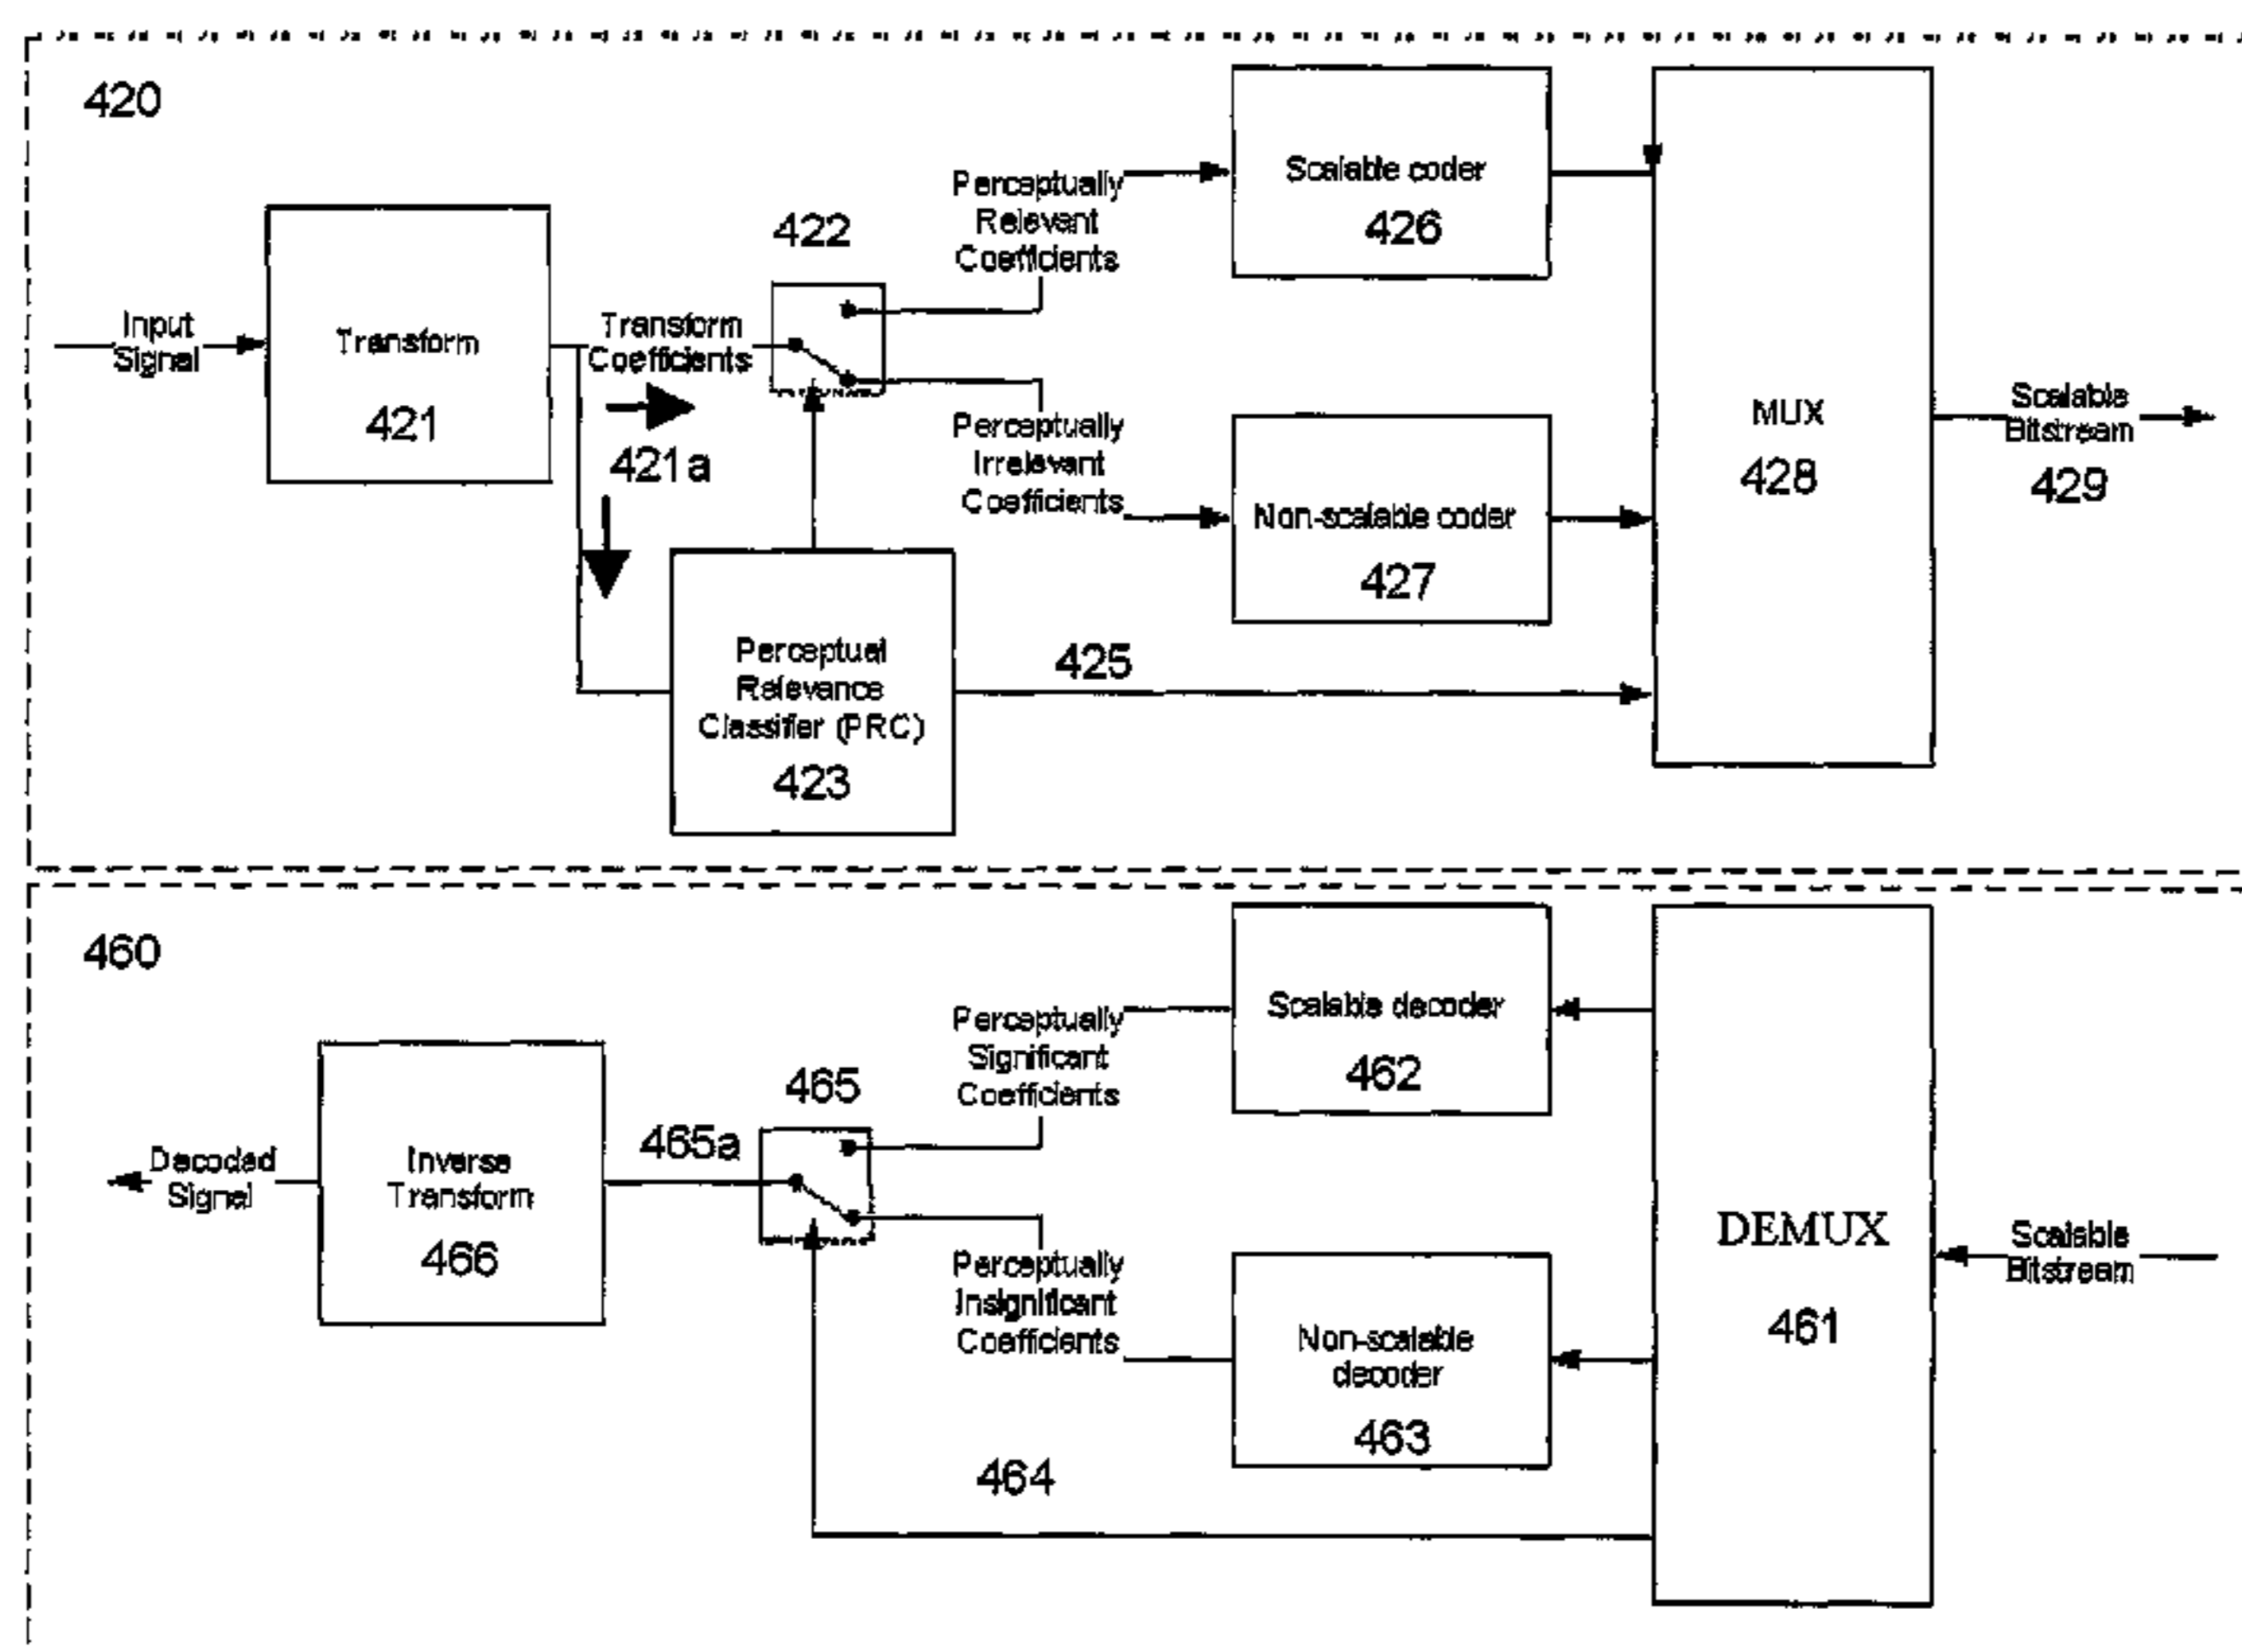 420
Input
Signal
Transform
421
Transform
Coefficients
421a
422
Perceptually
Relevant
Coefficients
Perceptually
Irrelevant
Coefficients
Scalable coder
426
Non-scalable coder
427
Perceptual
Relevance
Classifier (PRC)
423
425
MUX
428
Scalable
Bitstream
429
460
Decoded
Signal
Inverse
Transform
466
465a
465
Perceptually
Significant
Coefficients
Perceptually
Insignificant
Coefficients
Scalable decoder
462
Non-scalable
decoder
463
464
DEMUX
461
Scalable
Bitstream